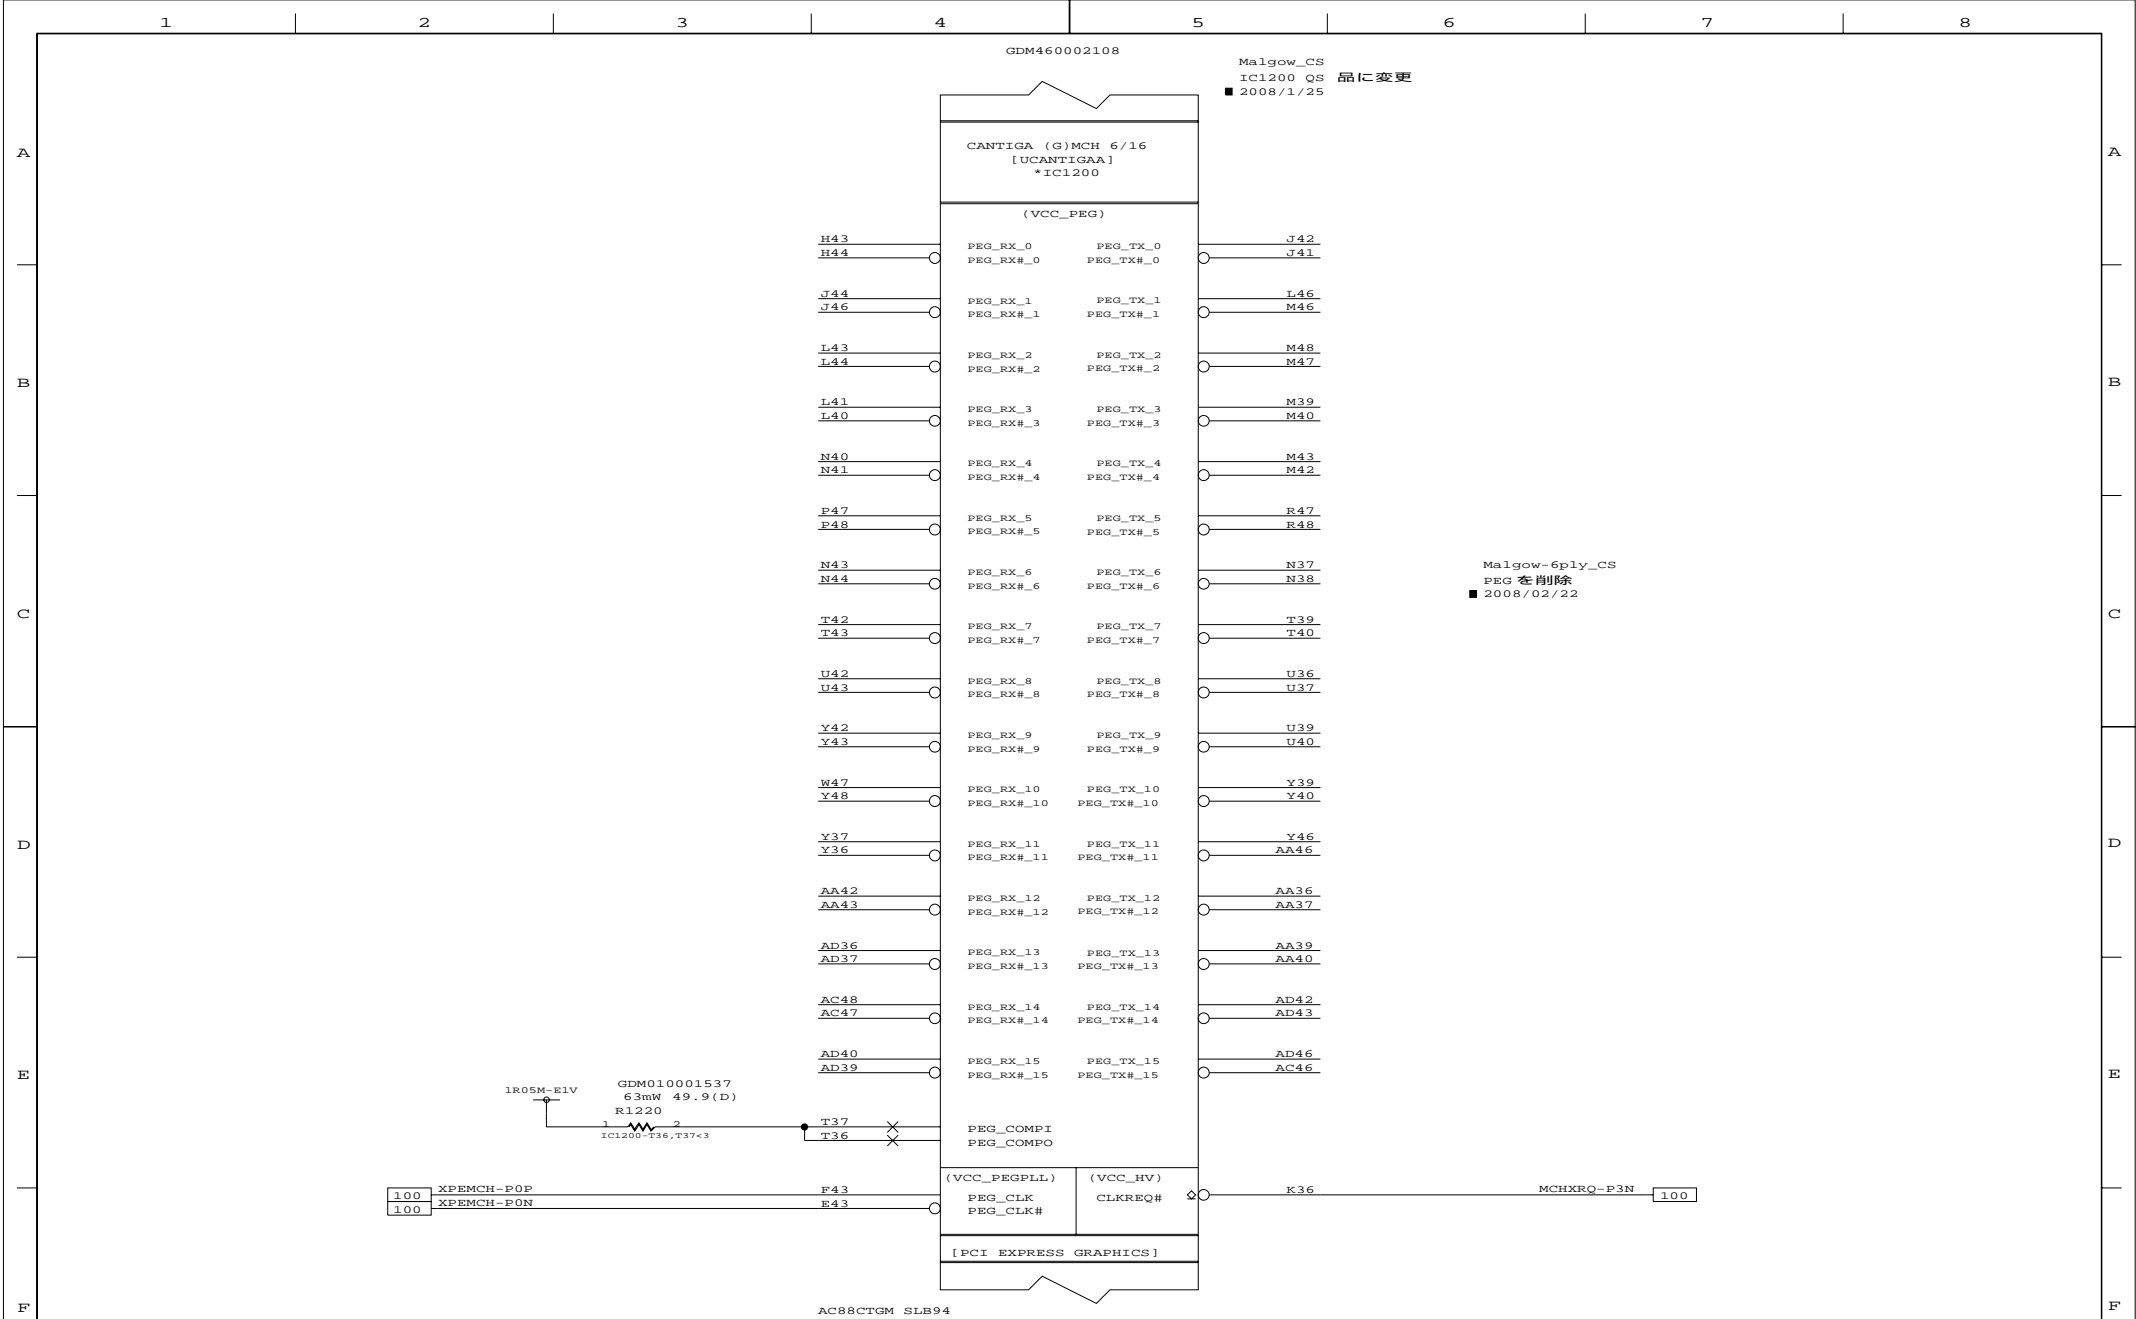 1 2 3 4 5 6 7 8
GDM460002108
Malgow_CS
IC1200 QS 品に変更
■ 2008/1/25
A A
CANTIGA (G)MCH 6/16
[UCANTIGAA]
*IC1200
(VCC_PEG)
H43 PEG_RX_0 PEG_TX_0 J42
H44 PEG_RX#_0 PEG_TX#_0 J41
J44 PEG_RX_1 PEG_TX_1 L46
J46 PEG_RX#_1 PEG_TX#_1 M46
L43 PEG_RX_2 PEG_TX_2 M48
L44 PEG_RX#_2 PEG_TX#_2 M47
B B
L41 PEG_RX_3 PEG_TX_3 M39
L40 PEG_RX#_3 PEG_TX#_3 M40
N40 PEG_RX_4 PEG_TX_4 M43
N41 PEG_RX#_4 PEG_TX#_4 M42
P47 PEG_RX_5 PEG_TX_5 R47
P48 PEG_RX#_5 PEG_TX#_5 R48
Malgow-6ply_CS
PEG を削除
■ 2008/02/22
N43 PEG_RX_6 PEG_TX_6 N37
N44 PEG_RX#_6 PEG_TX#_6 N38
C C
T42 PEG_RX_7 PEG_TX_7 T39
T43 PEG_RX#_7 PEG_TX#_7 T40
U42 PEG_RX_8 PEG_TX_8 U36
U43 PEG_RX#_8 PEG_TX#_8 U37
Y42 PEG_RX_9 PEG_TX_9 U39
Y43 PEG_RX#_9 PEG_TX#_9 U40
W47 PEG_RX_10 PEG_TX_10 Y39
Y48 PEG_RX#_10 PEG_TX#_10 Y40
D D
Y37 PEG_RX_11 PEG_TX_11 Y46
Y36 PEG_RX#_11 PEG_TX#_11 AA46
AA42 PEG_RX_12 PEG_TX_12 AA36
AA43 PEG_RX#_12 PEG_TX#_12 AA37
AD36 PEG_RX_13 PEG_TX_13 AA39
AD37 PEG_RX#_13 PEG_TX#_13 AA40
AC48 PEG_RX_14 PEG_TX_14 AD42
AC47 PEG_RX#_14 PEG_TX#_14 AD43
AD40 PEG_RX_15 PEG_TX_15 AD46
AD39 PEG_RX#_15 PEG_TX#_15 AC46
E E
1R05M-E1V
GDM010001537
63mW 49.9(D)
R1220
1 2
IC1200-T36,T37<3
T37 PEG_COMPI
T36 PEG_COMPO
(VCC_PEGPLL) (VCC_HV)
100 XPEMCH-P0P F43 PEG_CLK CLKREQ# K36 MCHXRQ-P3N 100
100 XPEMCH-P0N E43 PEG_CLK#
[PCI EXPRESS GRAPHICS]
F F
AC88CTGM SLB94